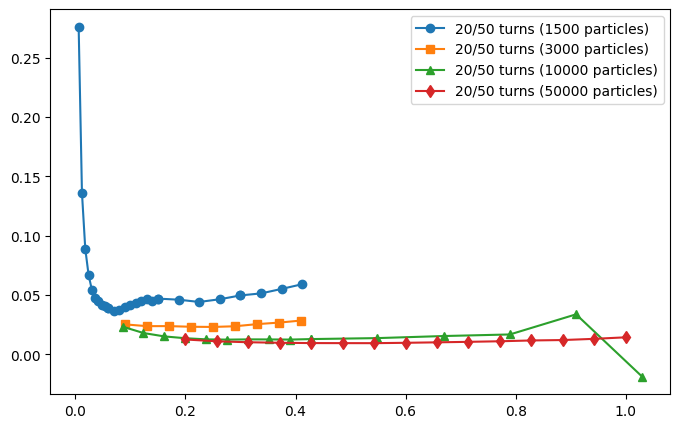 20/50 turns (1500 particles)
20/50 turns (3000 particles)
20/50 turns (10000 particles)
20/50 turns (50000 particles)
0.25
0.20
0.15
0.10
0.05
0.00
0.0 0.2 0.4 0.6 0.8 1.0